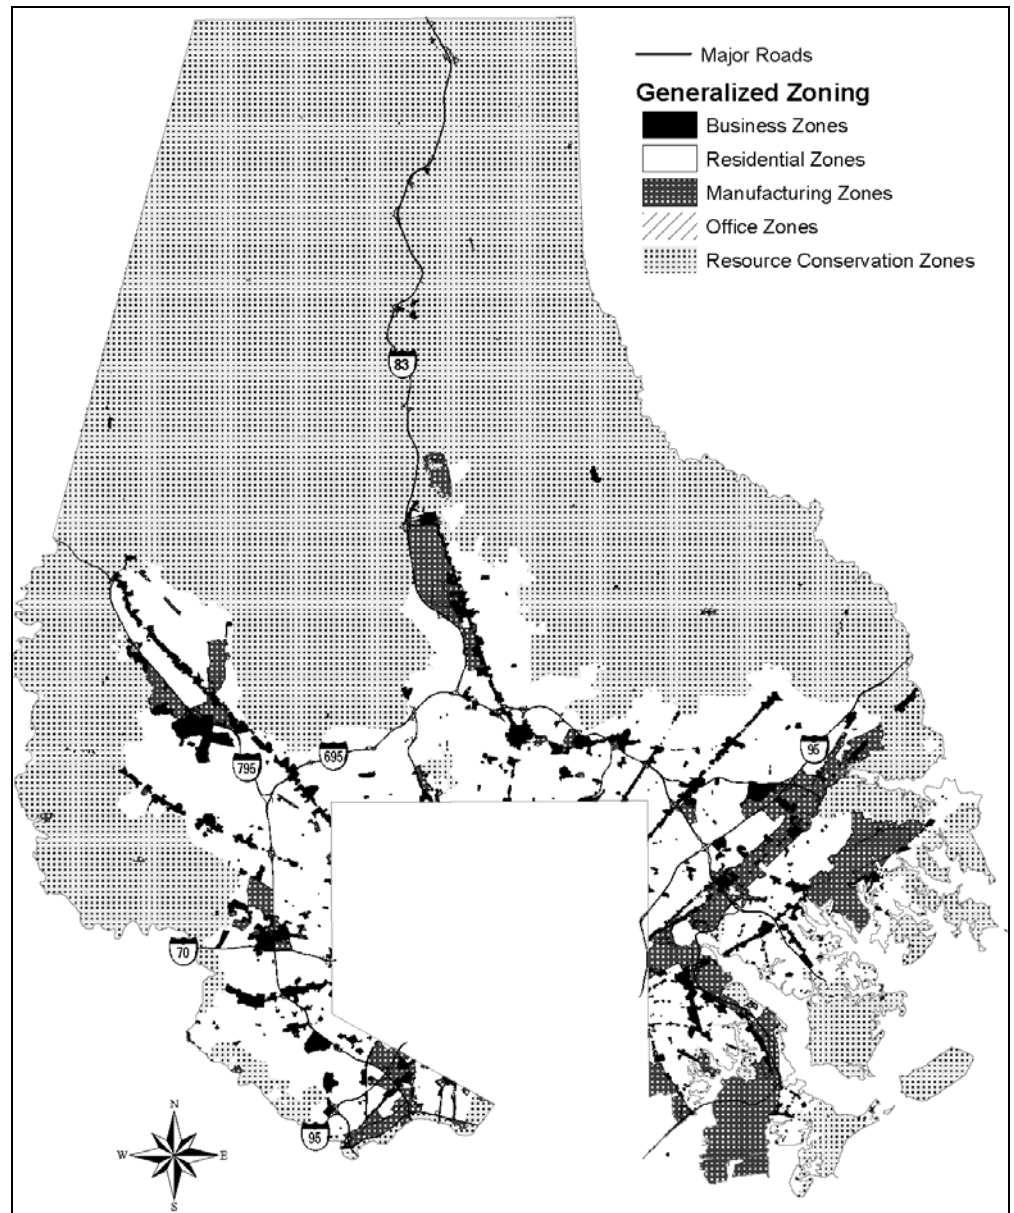 Major Roads
Generalized Zoning
Business Zones
Residential Zones
Manufacturing Zones
Office Zones
Resource Conservation Zones
83
95
695
795
70
95
N
W E
S